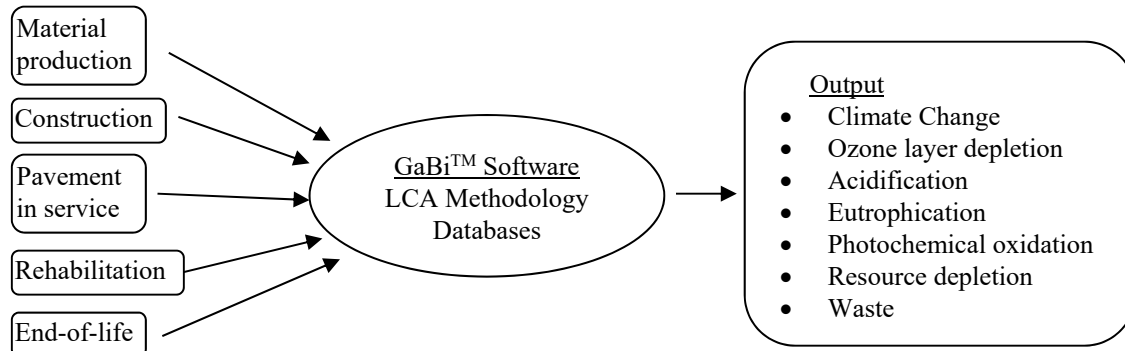 Material
production
Construction
Pavement
in service
Rehabilitation
End-of-life
GaBi™ Software
LCA Methodology
Databases
Output
• Climate Change
• Ozone layer depletion
• Acidification
• Eutrophication
• Photochemical oxidation
• Resource depletion
• Waste